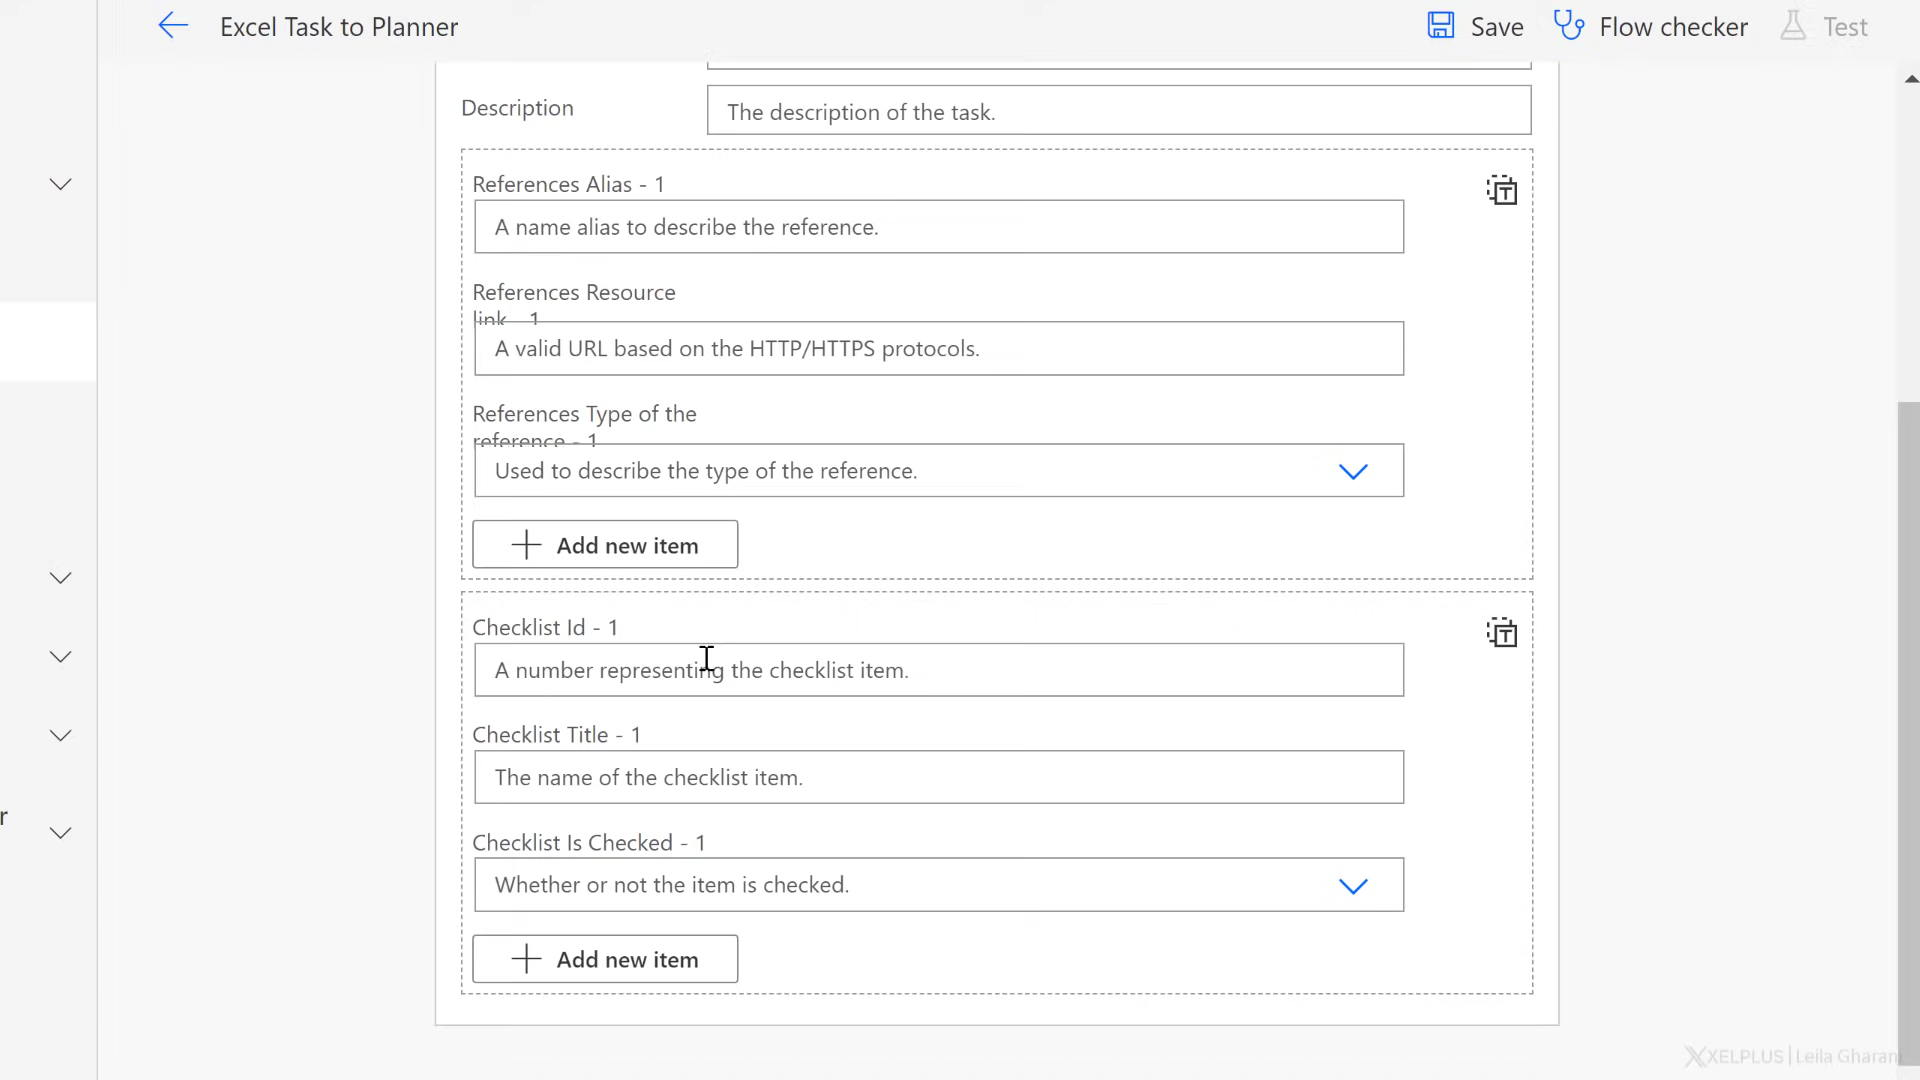 Excel Task to Planner
Save
Flow checker
Test
Description
The description of the task.
References Alias - 1
A name alias to describe the reference.
References Resource
link - 1
A valid URL based on the HTTP/HTTPS protocols.
References Type of the
reference - 1
Used to describe the type of the reference.
Add new item
Checklist Id - 1
A number representing the checklist item.
Checklist Title - 1
The name of the checklist item.
Checklist Is Checked - 1
Whether or not the item is checked.
r
Add new item
XELPLUS | Leila Gharani